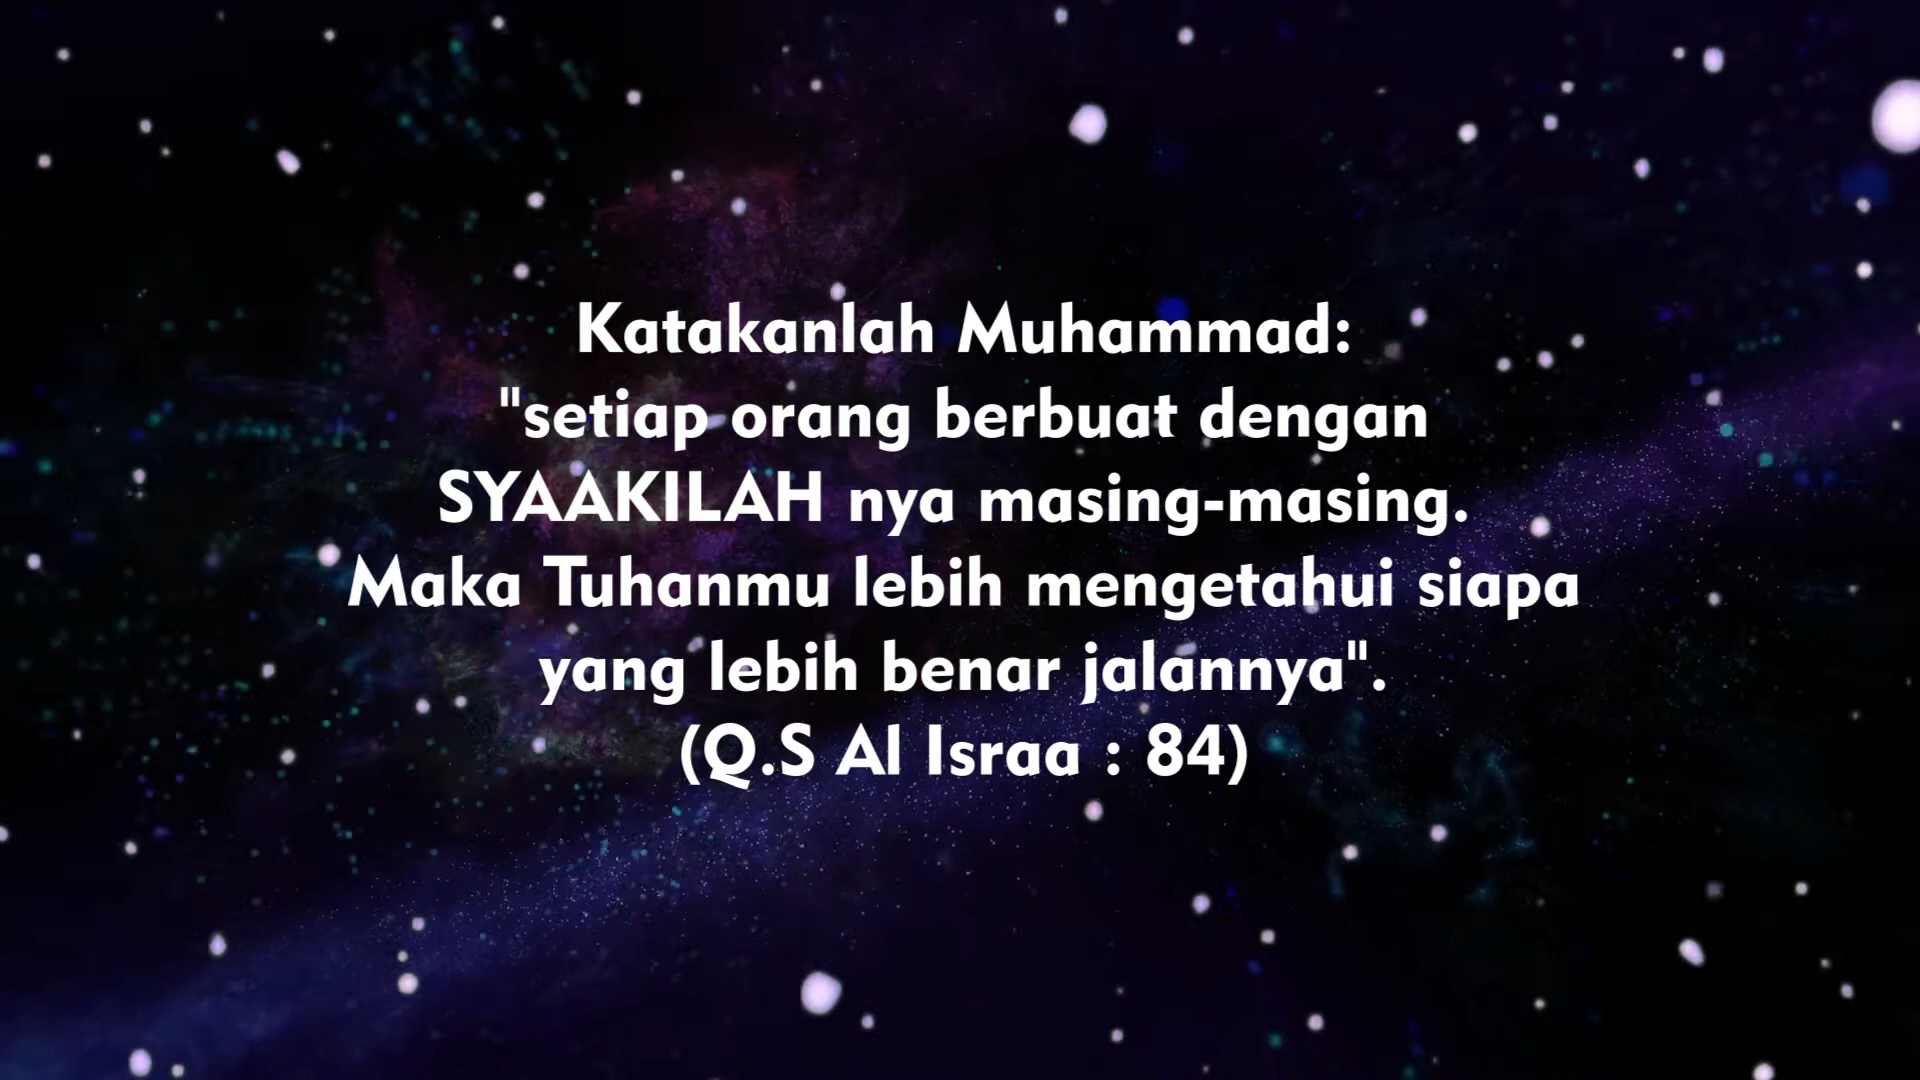 Katakanlah Muhammad:
"setiap orang berbuat dengan
SYAAKILAH nya masing-masing.
Maka Tuhanmu lebih mengetahui siapa
yang lebih benar jalannya".
(Q.S Al Israa : 84)